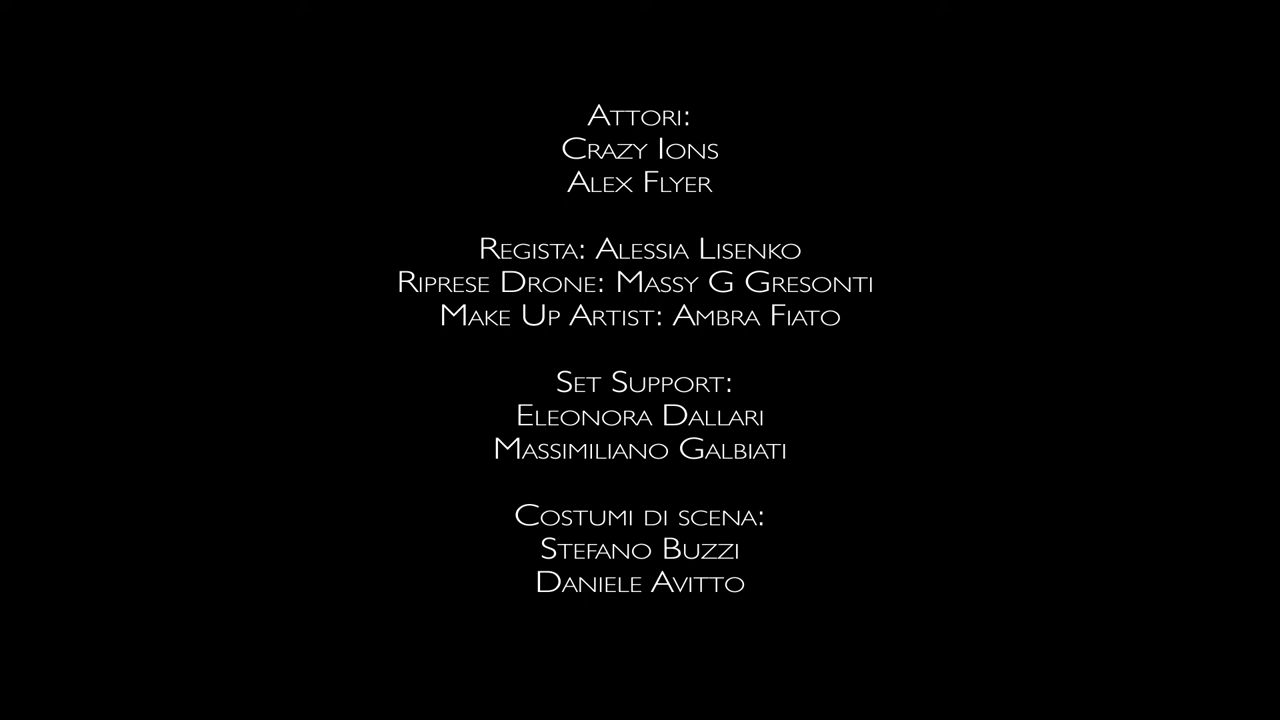 Attori:
Crazy Ions
Alex Flyer
Regista: Alessia Lisenko
Riprese Drone: Massy G Gresonti
Make Up Artist: Ambra Fiato
Set Support:
Eleonora Dallari
Massimiliano Galbiati
Costumi di scena:
Stefano Buzzi
Daniele Avitto